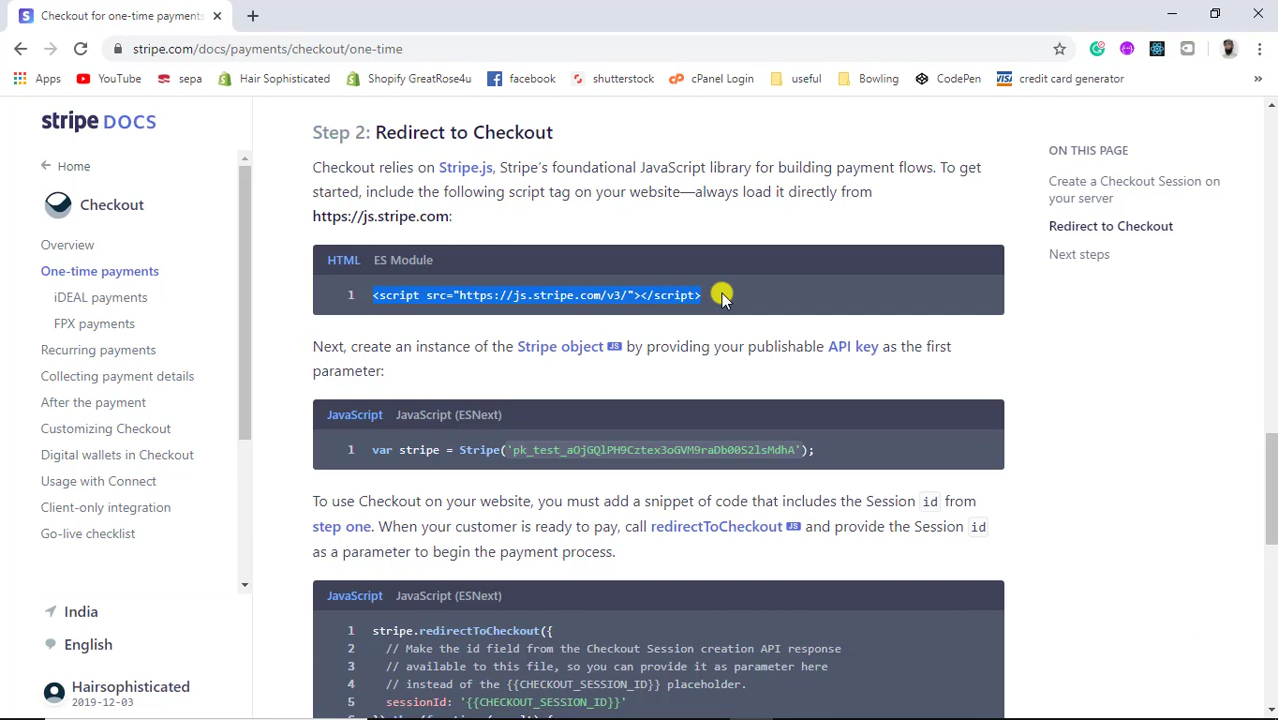 Checkout for one-time payments
stripe.com/docs/payments/checkout/one-time
Apps YouTube sepa Hair Sophisticated Shopify GreatRose4u facebook shutterstock cPanel Login useful Bowling CodePen VISA credit card generator »
stripe DOCS
Home
Checkout
Overview
One-time payments
iDEAL payments
FPX payments
Recurring payments
Collecting payment details
After the payment
Customizing Checkout
Digital wallets in Checkout
Usage with Connect
Client-only integration
Go-live checklist
India
English
Hairsophisticated
2019-12-03
Step 2: Redirect to Checkout
Checkout relies on Stripe.js, Stripe's foundational JavaScript library for building payment flows. To get
started, include the following script tag on your website—always load it directly from
https://js.stripe.com:
HTML ES Module
1 <script src="https://js.stripe.com/v3/"></script>
Next, create an instance of the Stripe object JS by providing your publishable API key as the first
parameter:
JavaScript JavaScript (ESNext)
1 var stripe = Stripe('pk_test_aOjGQlPH9Cztex3oGVM9raDb00S2lsMdhA');
To use Checkout on your website, you must add a snippet of code that includes the Session id from
step one. When your customer is ready to pay, call redirectToCheckout JS and provide the Session id
as a parameter to begin the payment process.
JavaScript JavaScript (ESNext)
1 stripe.redirectToCheckout({
2 // Make the id field from the Checkout Session creation API response
3 // available to this file, so you can provide it as parameter here
4 // instead of the {{CHECKOUT_SESSION_ID}} placeholder.
5 sessionId: '{{CHECKOUT_SESSION_ID}}'
ON THIS PAGE
Create a Checkout Session on
your server
Redirect to Checkout
Next steps